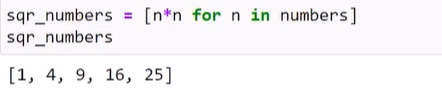 sqr_numbers = [n*n for n in numbers]
sqr_numbers
[1, 4, 9, 16, 25]